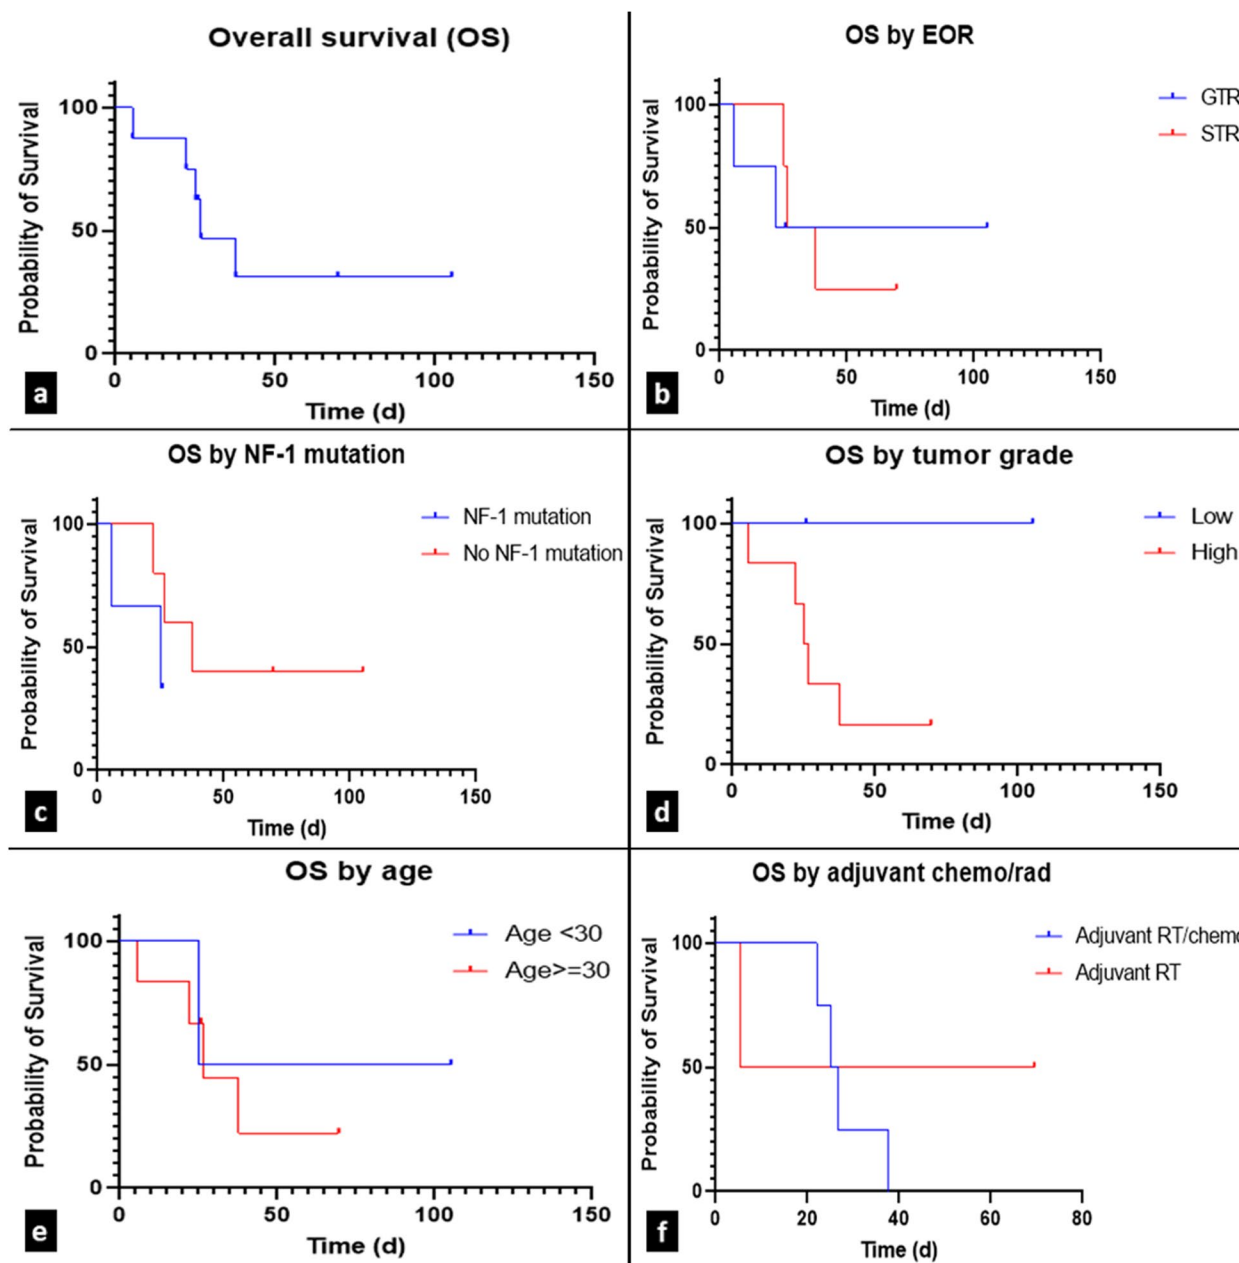 Overall survival (OS)
Probability of Survival
100
50
0
0 50 100 150
Time (d)
a
OS by EOR
Probability of Survival
100
50
0
0 50 100 150
Time (d)
GTR
STR
b
OS by NF-1 mutation
Probability of Survival
100
50
0
0 50 100 150
Time (d)
NF-1 mutation
No NF-1 mutation
c
OS by tumor grade
Probability of Survival
100
50
0
0 50 100 150
Time (d)
Low
High
d
OS by age
Probability of Survival
100
50
0
0 50 100 150
Time (d)
Age <30
Age>=30
e
OS by adjuvant chemo/rad
Probability of Survival
100
50
0
0 20 40 60 80
Time (d)
Adjuvant RT/chemo
Adjuvant RT
f